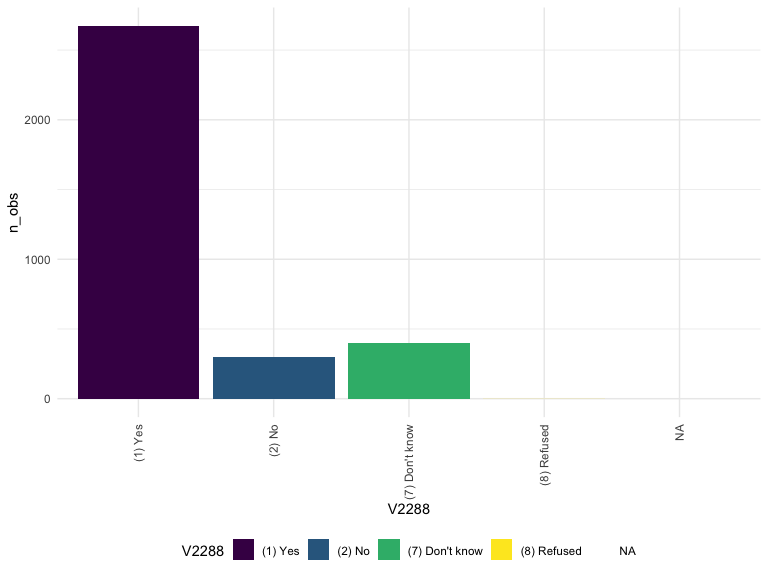 n_obs
2000
1000
0
(1) Yes
(2) No
(7) Don't know
(8) Refused
NA
V2288
V2288 (1) Yes (2) No (7) Don't know (8) Refused NA